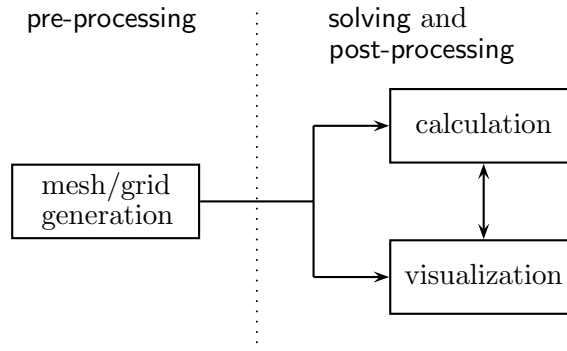 pre-processing
solving and
post-processing
calculation
mesh/grid
generation
visualization